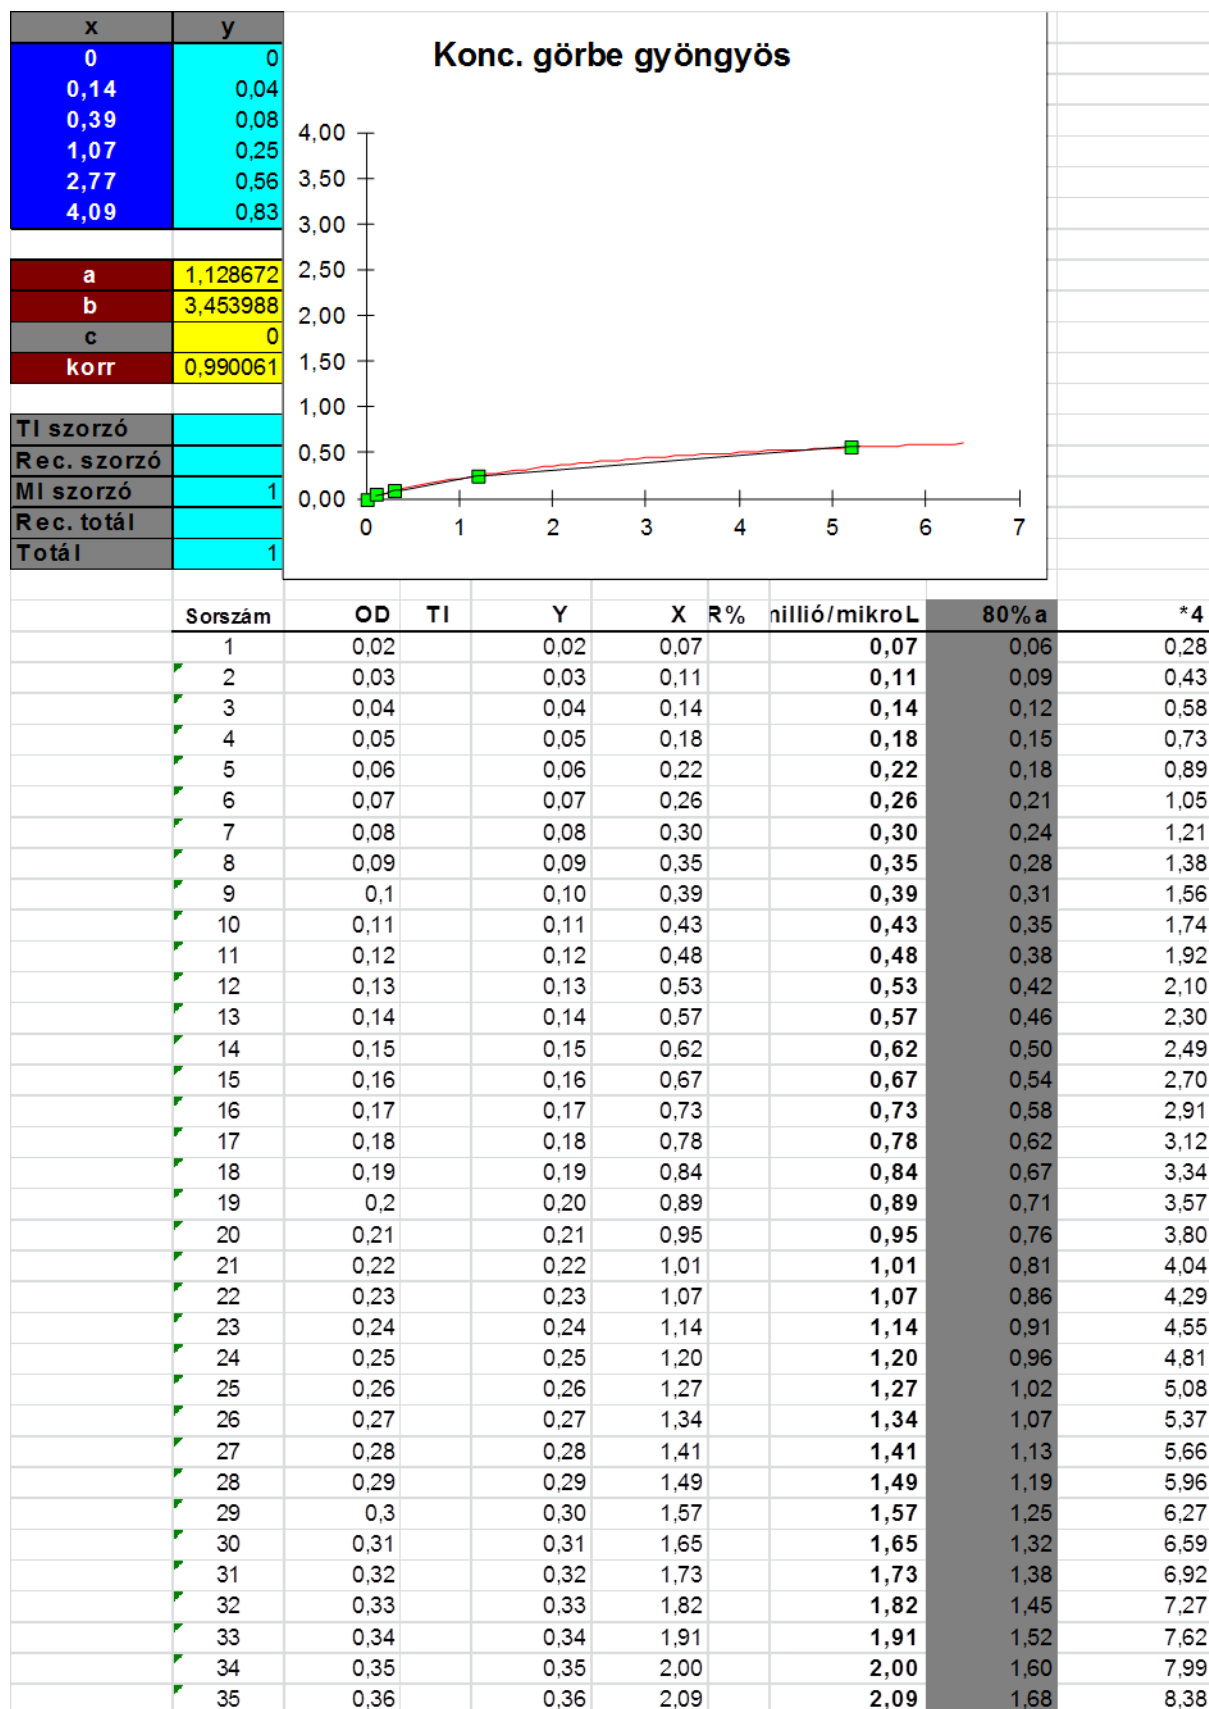 x y
0 0
0,14 0,04
0,39 0,08
1,07 0,25
2,77 0,56
4,09 0,83
a 1,128672
b 3,453988
c 0
korr 0,990061
TI szorzó
Rec. szorzó
MI szorzó 1
Rec. totál
Totál 1
Konc. görbe gyöngyös
4,00
3,50
3,00
2,50
2,00
1,50
1,00
0,50
0,00
0 1 2 3 4 5 6 7
Sorszám OD TI Y X R% nillió/mikroL 80%a *4
1 0,02 0,02 0,07 0,07 0,06 0,28
2 0,03 0,03 0,11 0,11 0,09 0,43
3 0,04 0,04 0,14 0,14 0,12 0,58
4 0,05 0,05 0,18 0,18 0,15 0,73
5 0,06 0,06 0,22 0,22 0,18 0,89
6 0,07 0,07 0,26 0,26 0,21 1,05
7 0,08 0,08 0,30 0,30 0,24 1,21
8 0,09 0,09 0,35 0,35 0,28 1,38
9 0,1 0,10 0,39 0,39 0,31 1,56
10 0,11 0,11 0,43 0,43 0,35 1,74
11 0,12 0,12 0,48 0,48 0,38 1,92
12 0,13 0,13 0,53 0,53 0,42 2,10
13 0,14 0,14 0,57 0,57 0,46 2,30
14 0,15 0,15 0,62 0,62 0,50 2,49
15 0,16 0,16 0,67 0,67 0,54 2,70
16 0,17 0,17 0,73 0,73 0,58 2,91
17 0,18 0,18 0,78 0,78 0,62 3,12
18 0,19 0,19 0,84 0,84 0,67 3,34
19 0,2 0,20 0,89 0,89 0,71 3,57
20 0,21 0,21 0,95 0,95 0,76 3,80
21 0,22 0,22 1,01 1,01 0,81 4,04
22 0,23 0,23 1,07 1,07 0,86 4,29
23 0,24 0,24 1,14 1,14 0,91 4,55
24 0,25 0,25 1,20 1,20 0,96 4,81
25 0,26 0,26 1,27 1,27 1,02 5,08
26 0,27 0,27 1,34 1,34 1,07 5,37
27 0,28 0,28 1,41 1,41 1,13 5,66
28 0,29 0,29 1,49 1,49 1,19 5,96
29 0,3 0,30 1,57 1,57 1,25 6,27
30 0,31 0,31 1,65 1,65 1,32 6,59
31 0,32 0,32 1,73 1,73 1,38 6,92
32 0,33 0,33 1,82 1,82 1,45 7,27
33 0,34 0,34 1,91 1,91 1,52 7,62
34 0,35 0,35 2,00 2,00 1,60 7,99
35 0,36 0,36 2,09 2,09 1,68 8,38